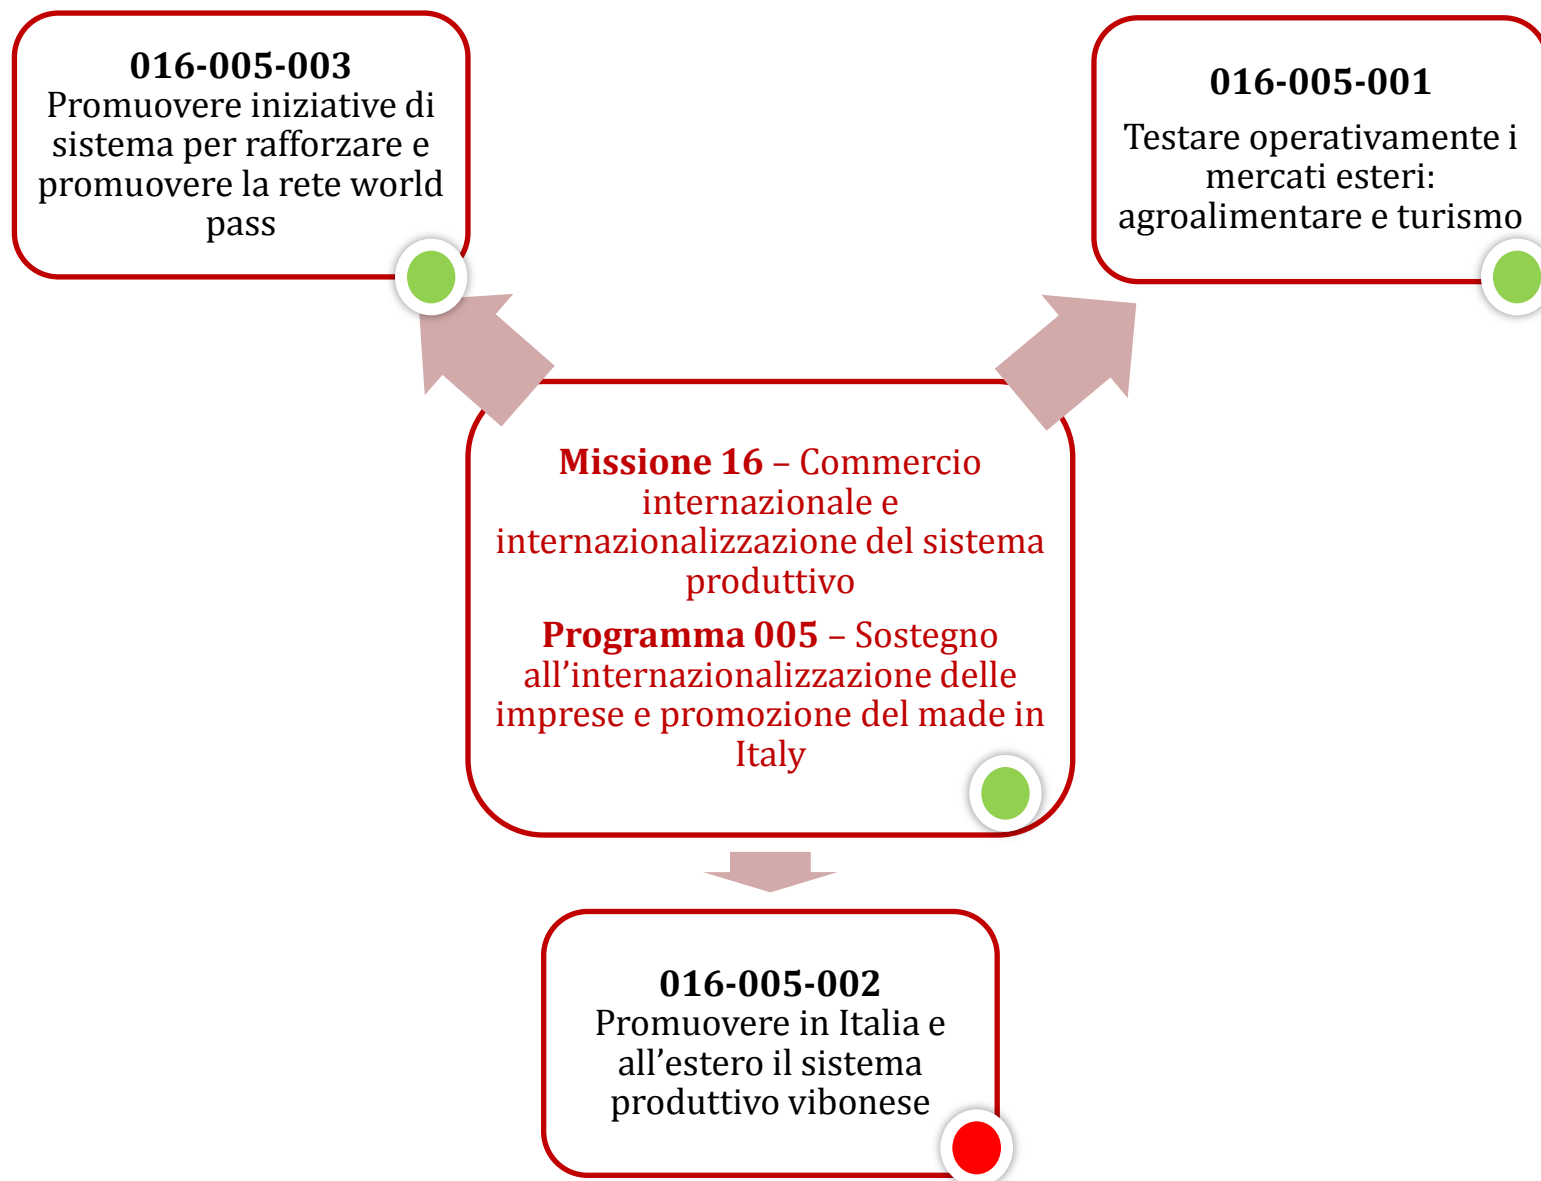 016-005-003
Promuovere iniziative di
sistema per rafforzare e
promuovere la rete world
pass
016-005-001
Testare operativamente i
mercati esteri:
agroalimentare e turismo
Missione 16 – Commercio
internazionale e
internazionalizzazione del sistema
produttivo
Programma 005 – Sostegno
all’internazionalizzazione delle
imprese e promozione del made in
Italy
016-005-002
Promuovere in Italia e
all’estero il sistema
produttivo vibonese